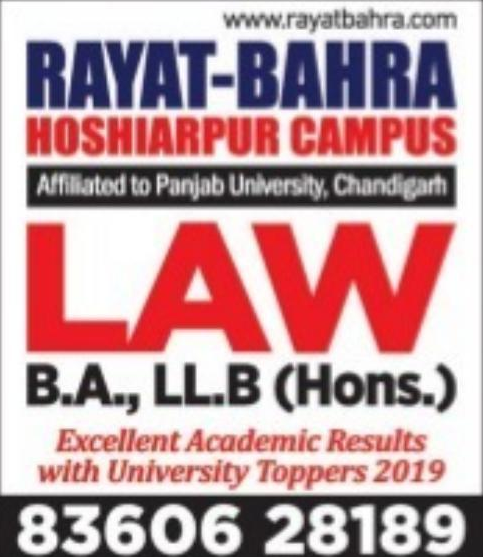 www.rayatbahra.com
RAYAT-BAHRA
HOSHIARPUR CAMPUS
Affiliated to Panjab University, Chandigarh
LAW
B.A., LL.B (Hons.)
Excellent Academic Results
with University Toppers 2019
83606 28189